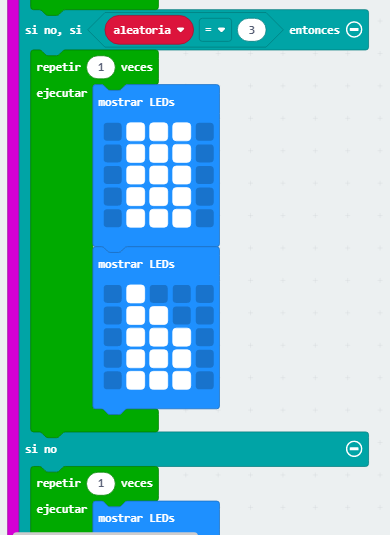 si no, si aleatoria = 3 entonces
repetir 1 veces
ejecutar
mostrar LEDs
mostrar LEDs
si no
repetir 1 veces
ejecutar
mostrar LEDs